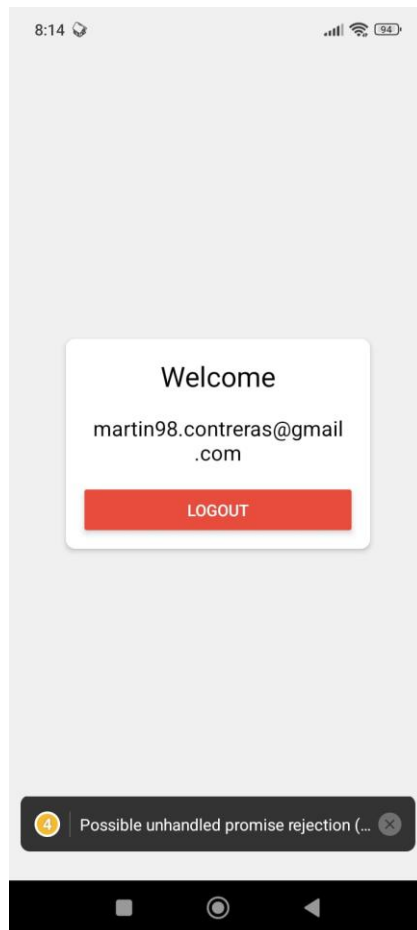 8:14
94
Welcome
martin98.contreras@gmail
.com
LOGOUT
4
Possible unhandled promise rejection (...